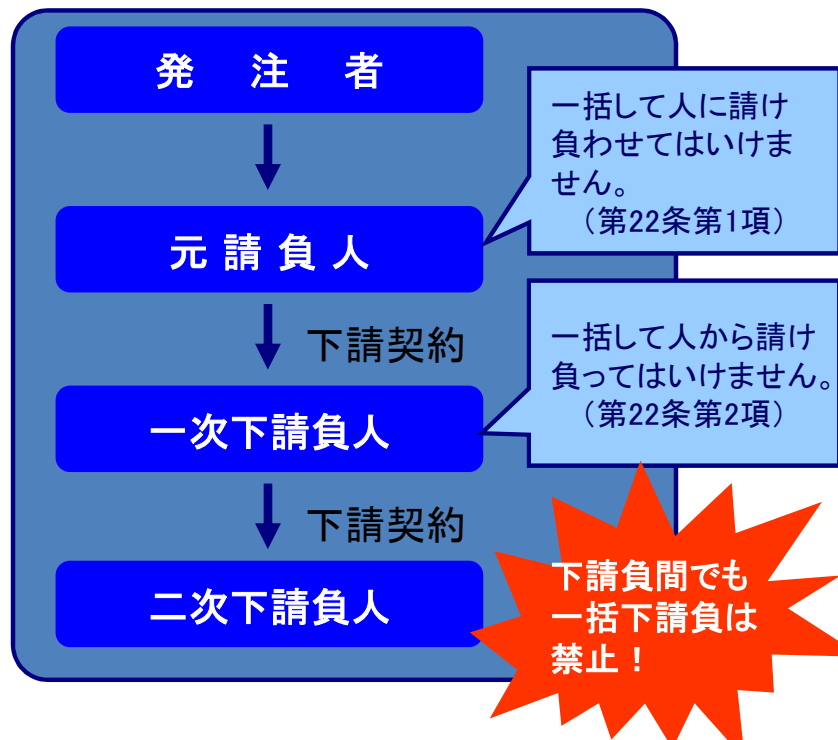 発　注　者
一括して人に請け
負わせてはいけま
せん。
（第22条第1項）
元請負人
下請契約
一括して人から請け
負ってはいけません。
（第22条第2項）
一次下請負人
下請契約
二次下請負人
下請負間でも
一括下請負は
禁止！